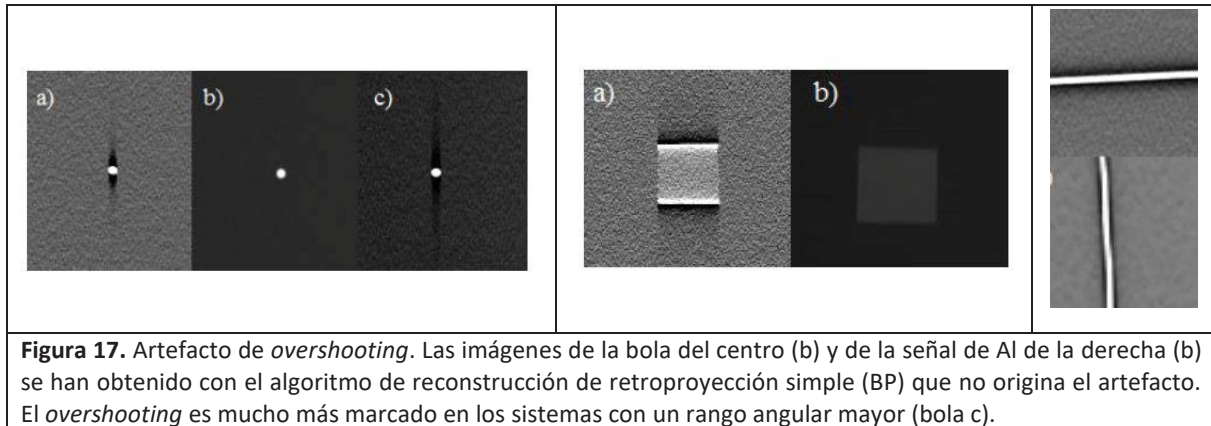 a)
b)
c)
a)
b)
Figura 17. Artefacto de overshooting. Las imágenes de la bola del centro (b) y de la señal de Al de la derecha (b)
se han obtenido con el algoritmo de reconstrucción de retroproyección simple (BP) que no origina el artefacto.
El overshooting es mucho más marcado en los sistemas con un rango angular mayor (bola c).